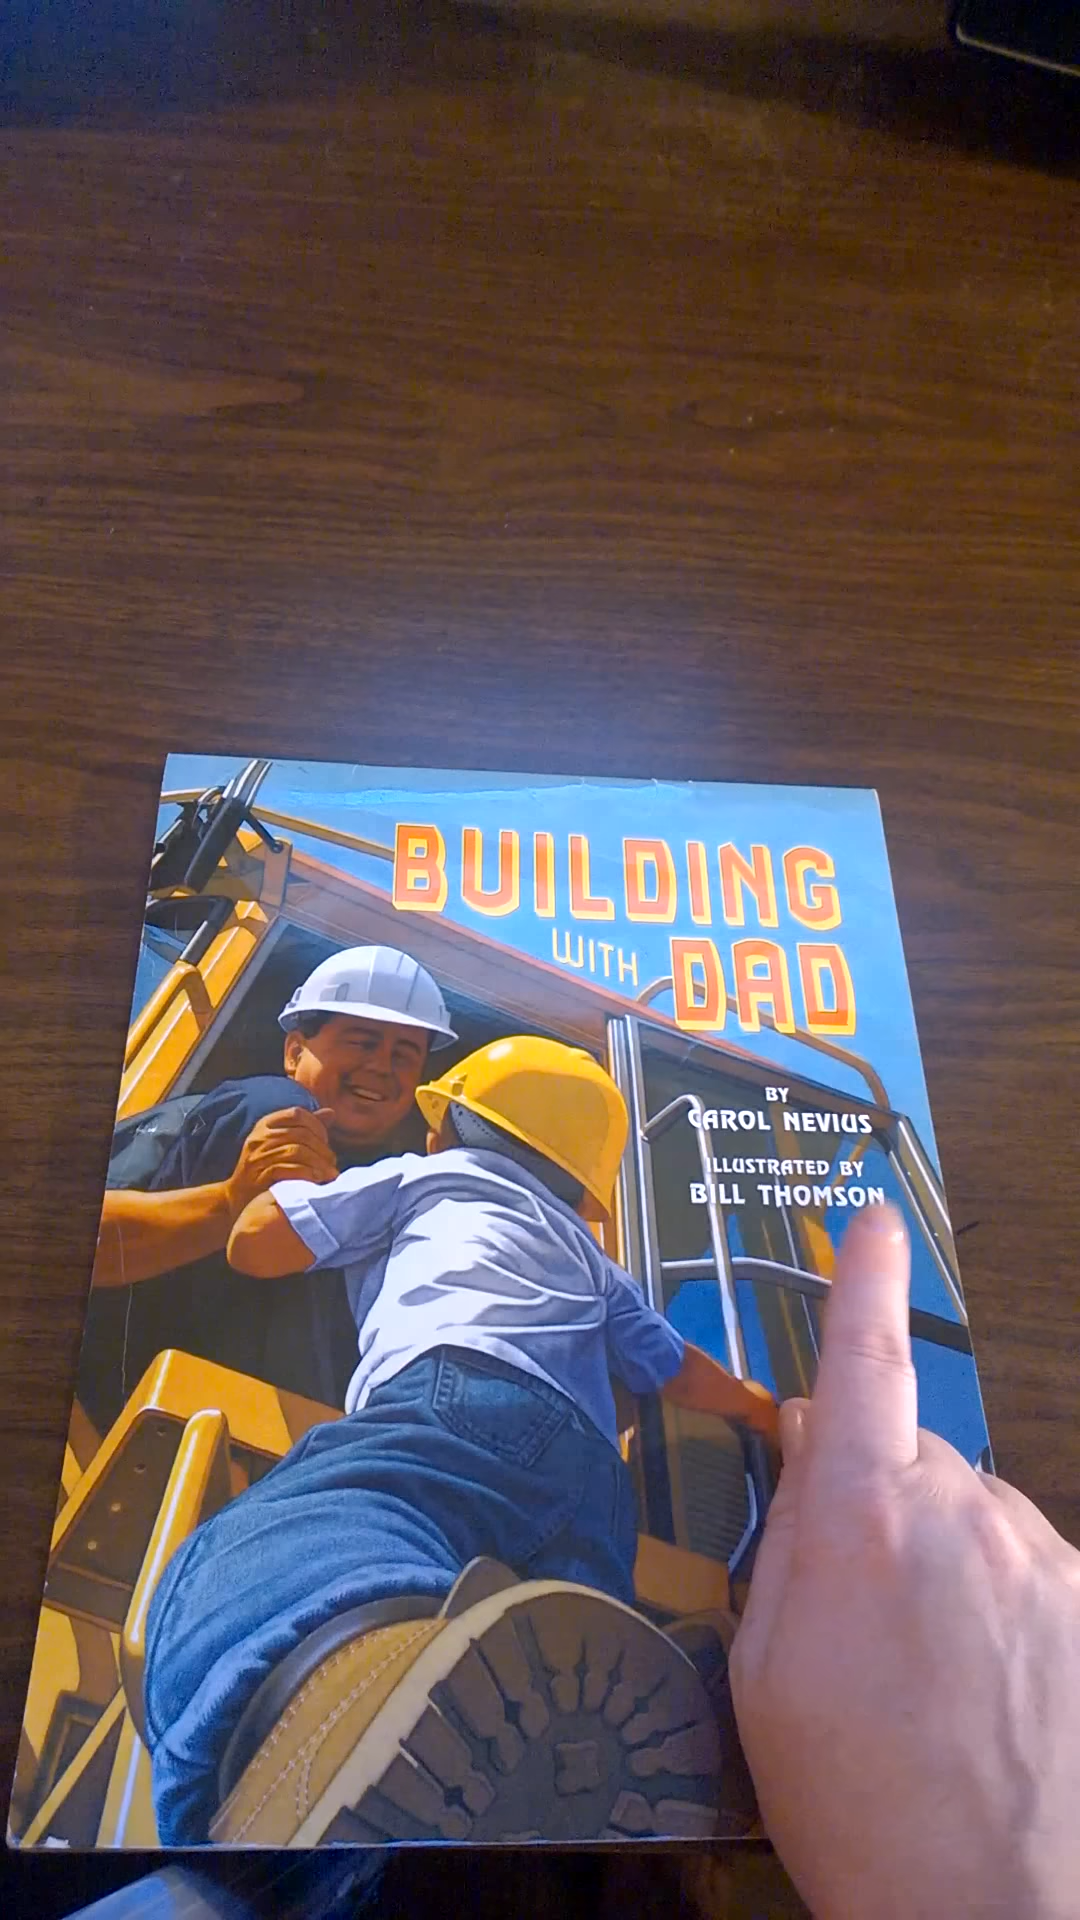 BUILDING
WITH DAD
BY
CAROL NEVIUS
ILLUSTRATED BY
BILL THOMSON